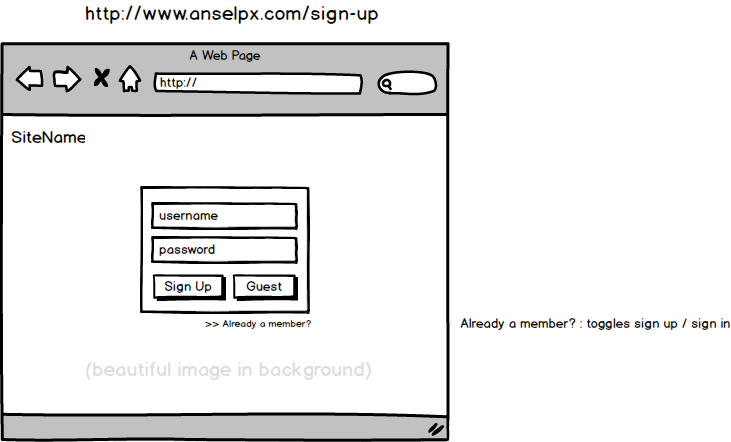 http://www.anselpx.com/sign-up
A Web Page
http://
SiteName
username
password
Sign Up Guest
>> Already a member?
Already a member? : toggles sign up / sign in
(beautiful image in background)